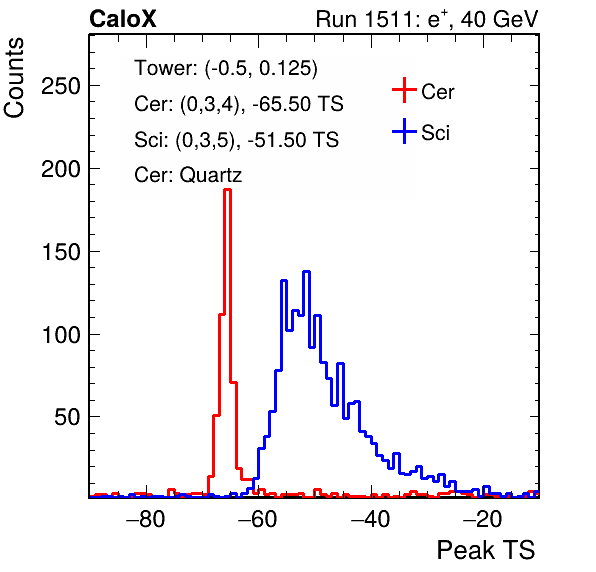 CaloX Run 1511: e⁺, 40 GeV
Counts
Tower: (-0.5, 0.125)
Cer: (0,3,4), -65.50 TS
Sci: (0,3,5), -51.50 TS
Cer: Quartz
Cer
Sci
250
200
150
100
50
−80 −60 −40 −20
Peak TS